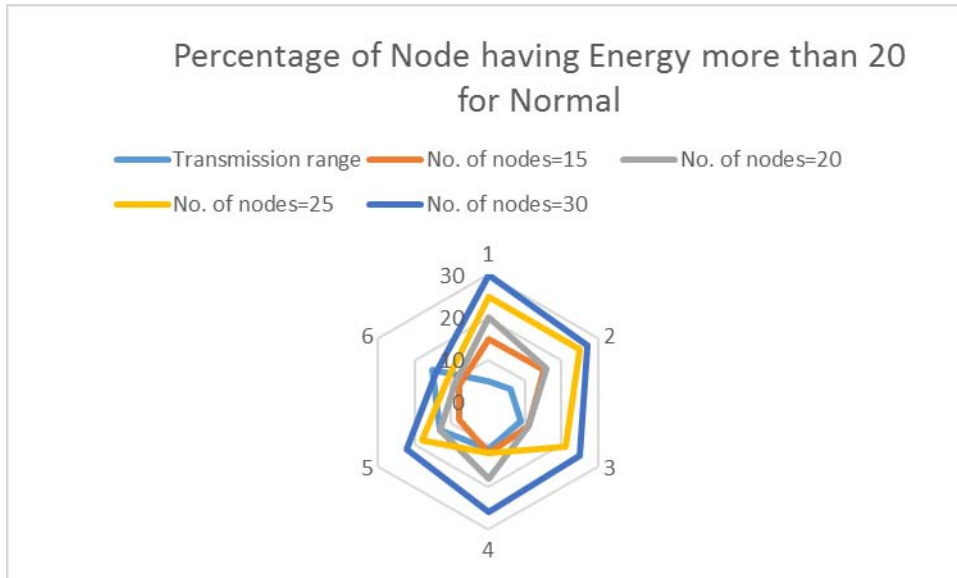 Percentage of Node having Energy more than 20
for Normal
Transmission range No. of nodes=15 No. of nodes=20
No. of nodes=25 No. of nodes=30
1
30
20
6 2
10
0
5 3
4